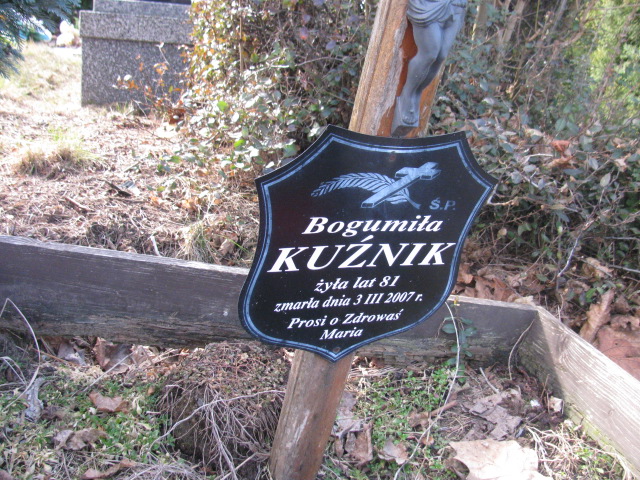 Ś.P.
Bogumiła
KUŹNIK
żyła lat 81
zmarła dnia 3 III 2007 r.
Prosi o Zdrowaś
Maria